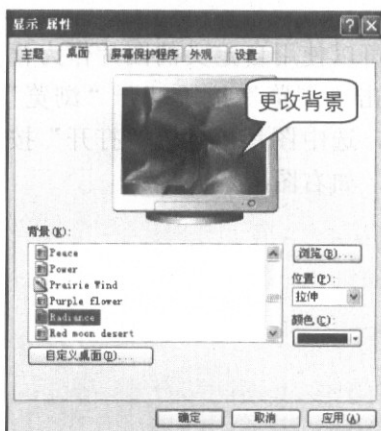 显示 属性
主题 桌面 屏幕保护程序 外观 设置
更改背景
背景(K):
Peace
Power
Prairie Wind
Purple flower
Radiance
Red moon desert
浏览(B)...
位置(P):
拉伸
颜色(C):
自定义桌面(D)...
确定 取消 应用(A)